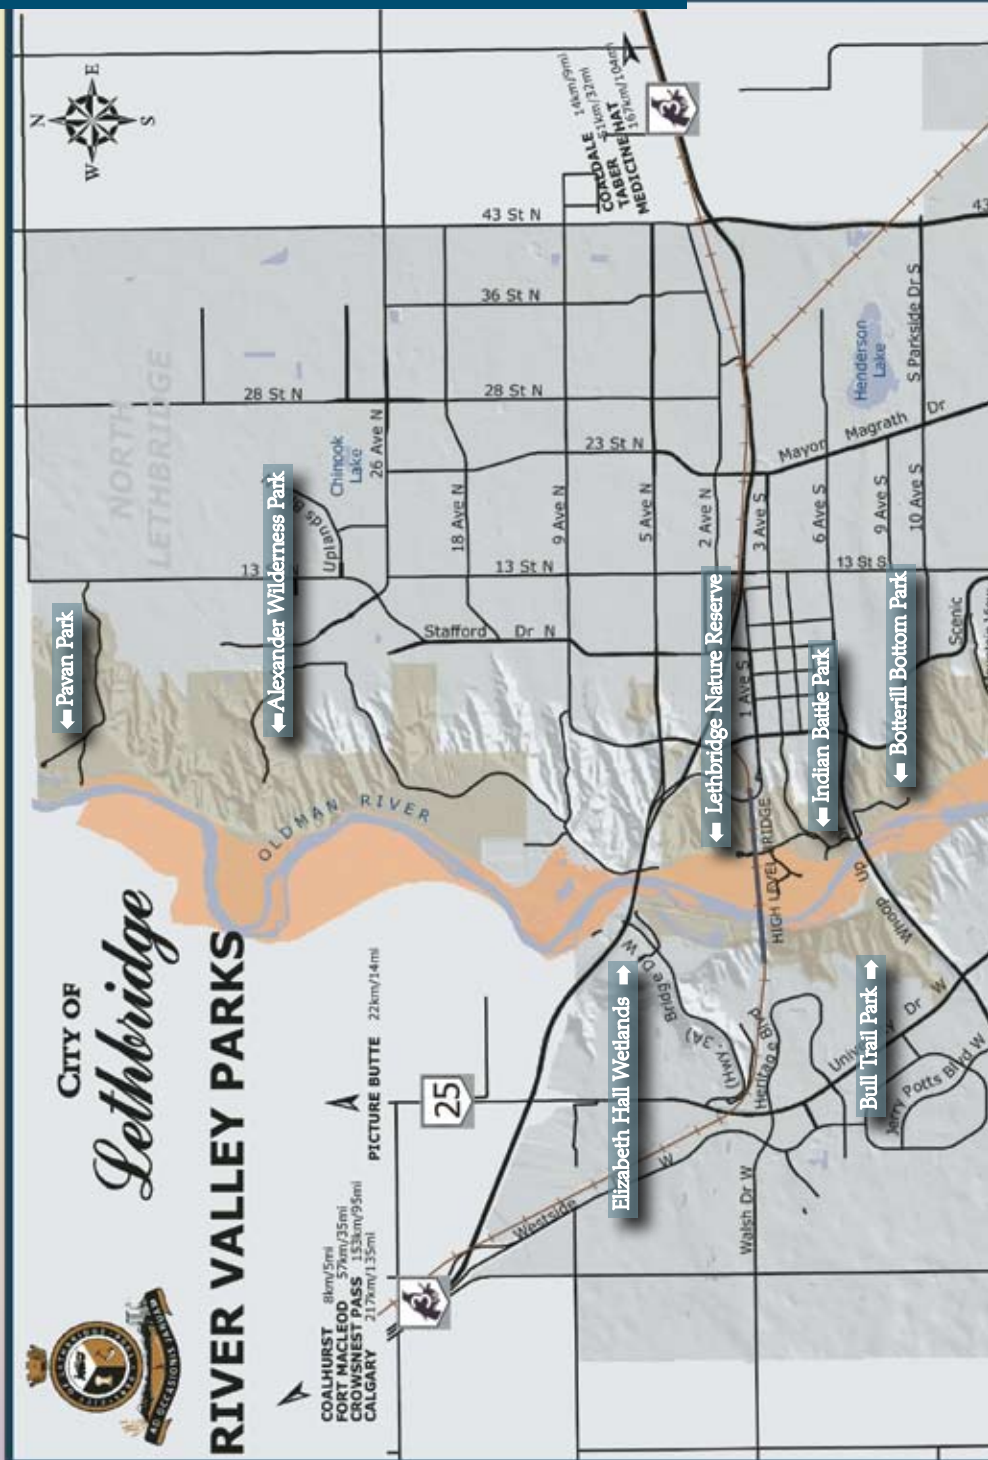 CITY OF
Lethbridge
RIVER VALLEY PARKS
AD OCCASIONIS JANUAM
COALHURST 8km/5mi
FORT MACLEOD 57km/35mi
CROWSNEST PASS 153km/95mi
CALGARY 217km/135mi
PICTURE BUTTE 22km/14mi
25
3
N
E
S
W
COALDALE 14km/9mi
TABER 51km/32mi
MEDICINE HAT 167km/104mi
3
NORTH
LETHBRIDGE
Pavan Park
Alexander Wilderness Park
Elizabeth Hall Wetlands
Lethbridge Nature Reserve
Indian Battle Park
Botterill Bottom Park
Bull Trail Park
OLDMAN RIVER
HIGH LEVEL BRIDGE
Chinook
Lake
Henderson
Lake
43 St N
36 St N
28 St N
28 St N
23 St N
13 N
13 St N
Uplands B
Stafford Dr N
26 Ave N
18 Ave N
9 Ave N
5 Ave N
2 Ave N
1 Ave S
3 Ave S
6 Ave S
9 Ave S
10 Ave S
13 St S
43
Mayor Magrath Dr
S Parkside Dr S
Scenic
Whoop Up
Bridge Dr W
(Hwy. 3A)
Heritage Blvd
Dr W
Jerry Potts Blvd W
Walsh Dr W
Westside W